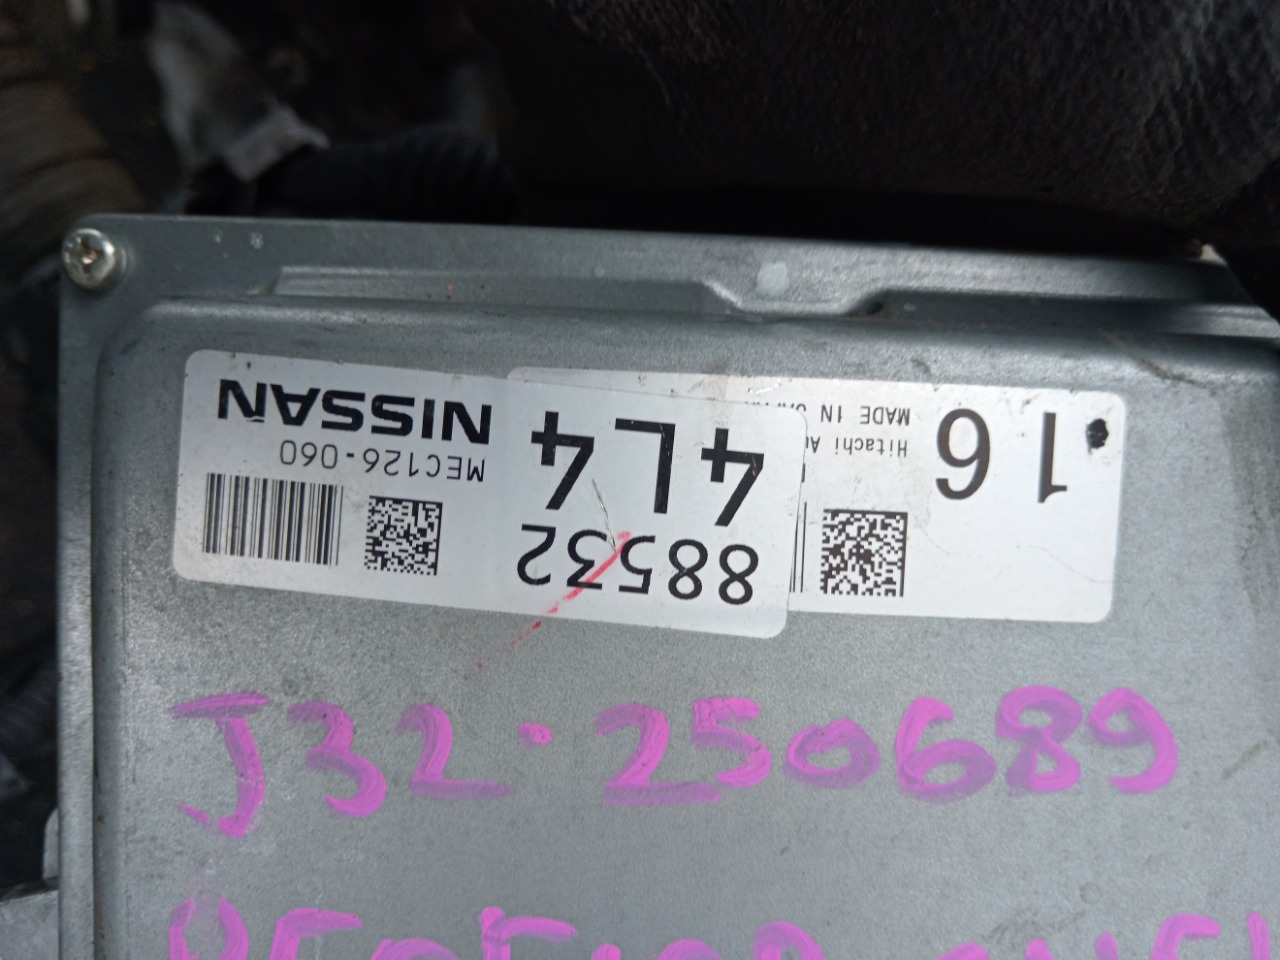 NISSAN
MEC126-060
4L4
88532
16
MADE IN
Hitachi
J32-250689